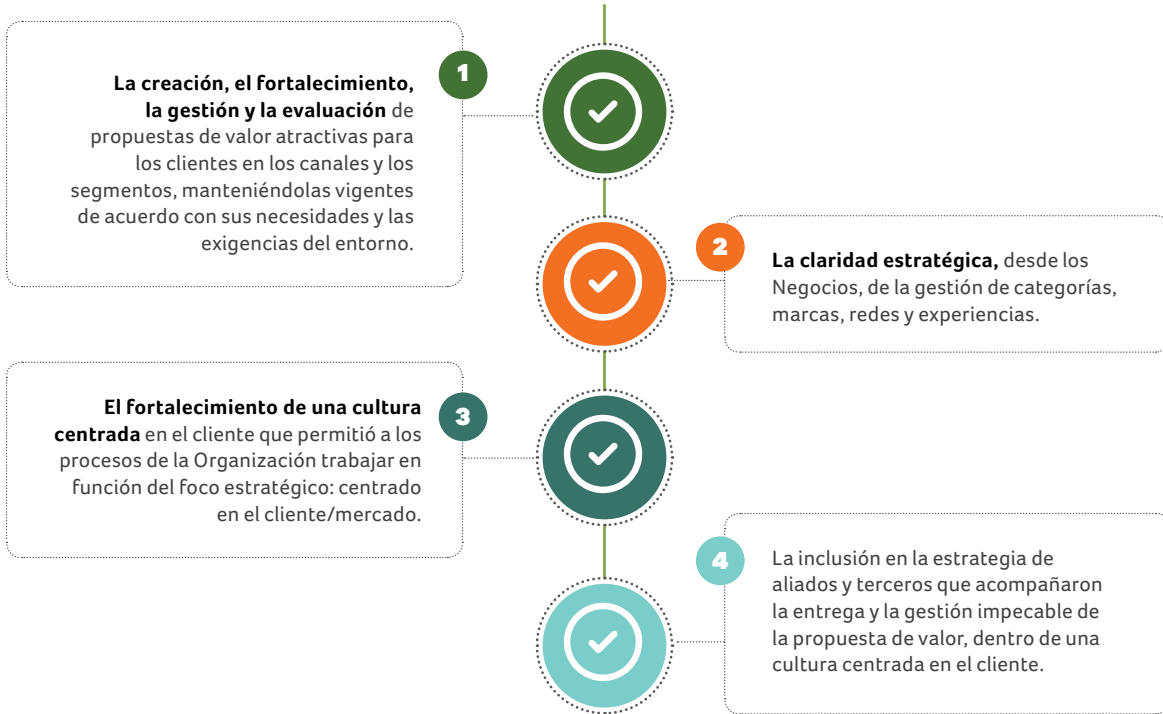 1
La creación, el fortalecimiento,
la gestión y la evaluación de
propuestas de valor atractivas para
los clientes en los canales y los
segmentos, manteniéndolas vigentes
de acuerdo con sus necesidades y las
exigencias del entorno.
2
La claridad estratégica, desde los
Negocios, de la gestión de categorías,
marcas, redes y experiencias.
3
El fortalecimiento de una cultura
centrada en el cliente que permitió a los
procesos de la Organización trabajar en
función del foco estratégico: centrado
en el cliente/mercado.
4
La inclusión en la estrategia de
aliados y terceros que acompañaron
la entrega y la gestión impecable de
la propuesta de valor, dentro de una
cultura centrada en el cliente.